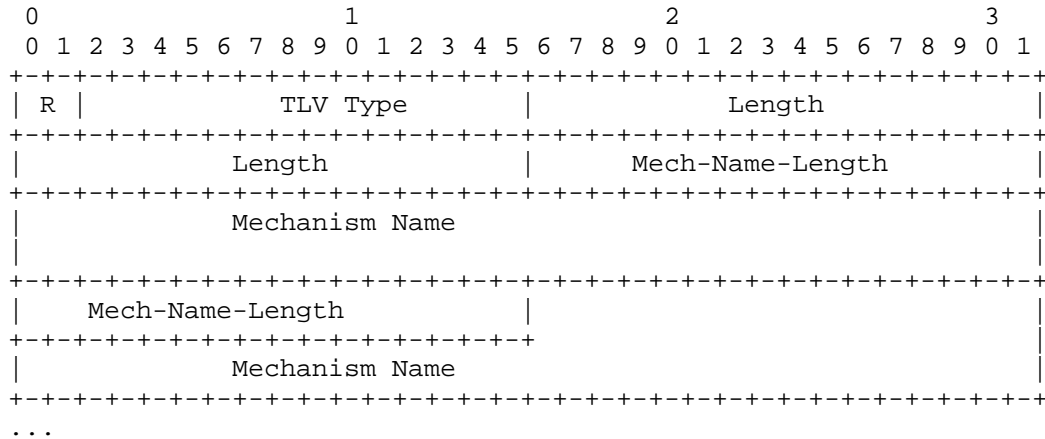 0                   1                   2                   3
 0 1 2 3 4 5 6 7 8 9 0 1 2 3 4 5 6 7 8 9 0 1 2 3 4 5 6 7 8 9 0 1
+-+-+-+-+-+-+-+-+-+-+-+-+-+-+-+-+-+-+-+-+-+-+-+-+-+-+-+-+-+-+-+-+
| R |            TLV Type       |            Length             |
+-+-+-+-+-+-+-+-+-+-+-+-+-+-+-+-+-+-+-+-+-+-+-+-+-+-+-+-+-+-+-+-+
|             Length            |      Mech-Name-Length         |
+-+-+-+-+-+-+-+-+-+-+-+-+-+-+-+-+-+-+-+-+-+-+-+-+-+-+-+-+-+-+-+-+
|             Mechanism Name                                    |
|                                                               |
+-+-+-+-+-+-+-+-+-+-+-+-+-+-+-+-+-+-+-+-+-+-+-+-+-+-+-+-+-+-+-+-+
|    Mech-Name-Length           |                               |
+-+-+-+-+-+-+-+-+-+-+-+-+-+-+-+-+                               |
|             Mechanism Name                                    |
+-+-+-+-+-+-+-+-+-+-+-+-+-+-+-+-+-+-+-+-+-+-+-+-+-+-+-+-+-+-+-+-+
...